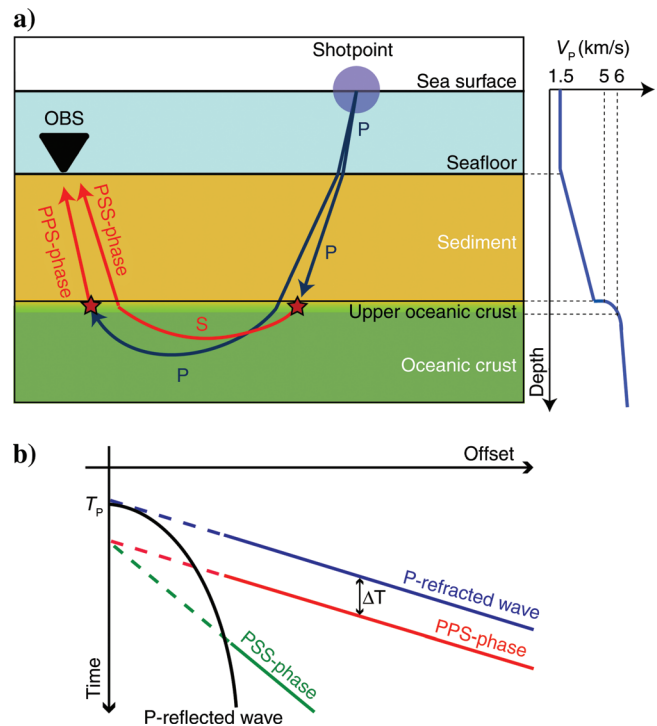 a)
Shotpoint
Sea surface
OBS
P
Seafloor
PPS-phase
PSS-phase
P
Sediment
Upper oceanic crust
S
P
Oceanic crust
V_P (km/s)
1.5 5 6
Depth
b)
Offset
T_P
P-refracted wave
ΔT
PPS-phase
PSS-phase
Time
P-reflected wave